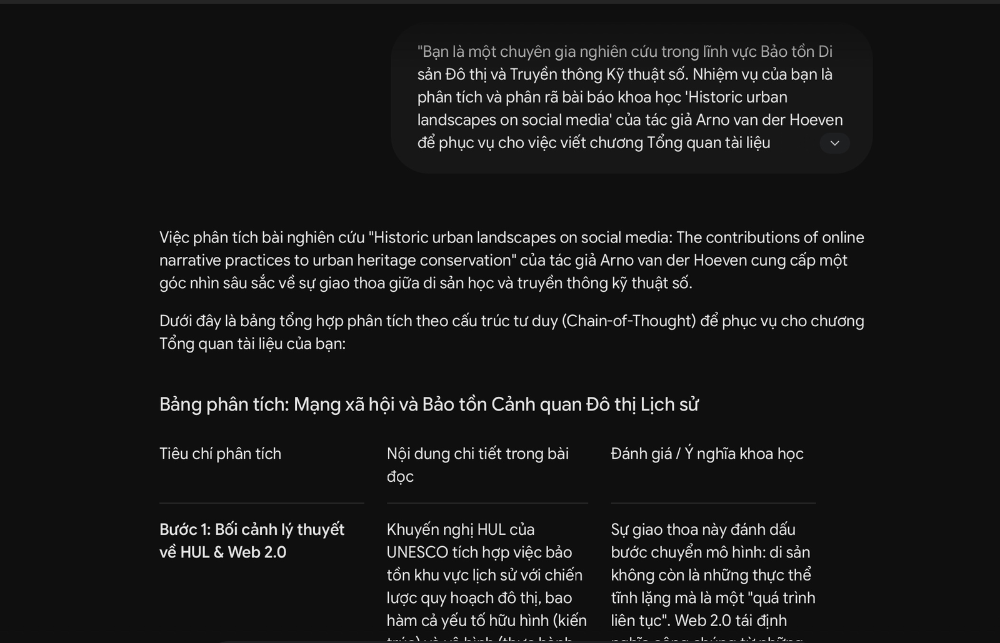 "Bạn là một chuyên gia nghiên cứu trong lĩnh vực Bảo tồn Di
sản Đô thị và Truyền thông Kỹ thuật số. Nhiệm vụ của bạn là
phân tích và phân rã bài báo khoa học 'Historic urban
landscapes on social media' của tác giả Arno van der Hoeven
để phục vụ cho việc viết chương Tổng quan tài liệu
Việc phân tích bài nghiên cứu "Historic urban landscapes on social media: The contributions of online
narrative practices to urban heritage conservation" của tác giả Arno van der Hoeven cung cấp một
góc nhìn sâu sắc về sự giao thoa giữa di sản học và truyền thông kỹ thuật số.
Dưới đây là bảng tổng hợp phân tích theo cấu trúc tư duy (Chain-of-Thought) để phục vụ cho chương
Tổng quan tài liệu của bạn:
Bảng phân tích: Mạng xã hội và Bảo tồn Cảnh quan Đô thị Lịch sử
Tiêu chí phân tích
Nội dung chi tiết trong bài
đọc
Đánh giá / Ý nghĩa khoa học
Bước 1: Bối cảnh lý thuyết
về HUL & Web 2.0
Khuyến nghị HUL của
UNESCO tích hợp việc bảo
tồn khu vực lịch sử với chiến
lược quy hoạch đô thị, bao
hàm cả yếu tố hữu hình (kiến
Sự giao thoa này đánh dấu
bước chuyển mô hình: di sản
không còn là những thực thể
tĩnh lặng mà là một "quá trình
liên tục". Web 2.0 tái định